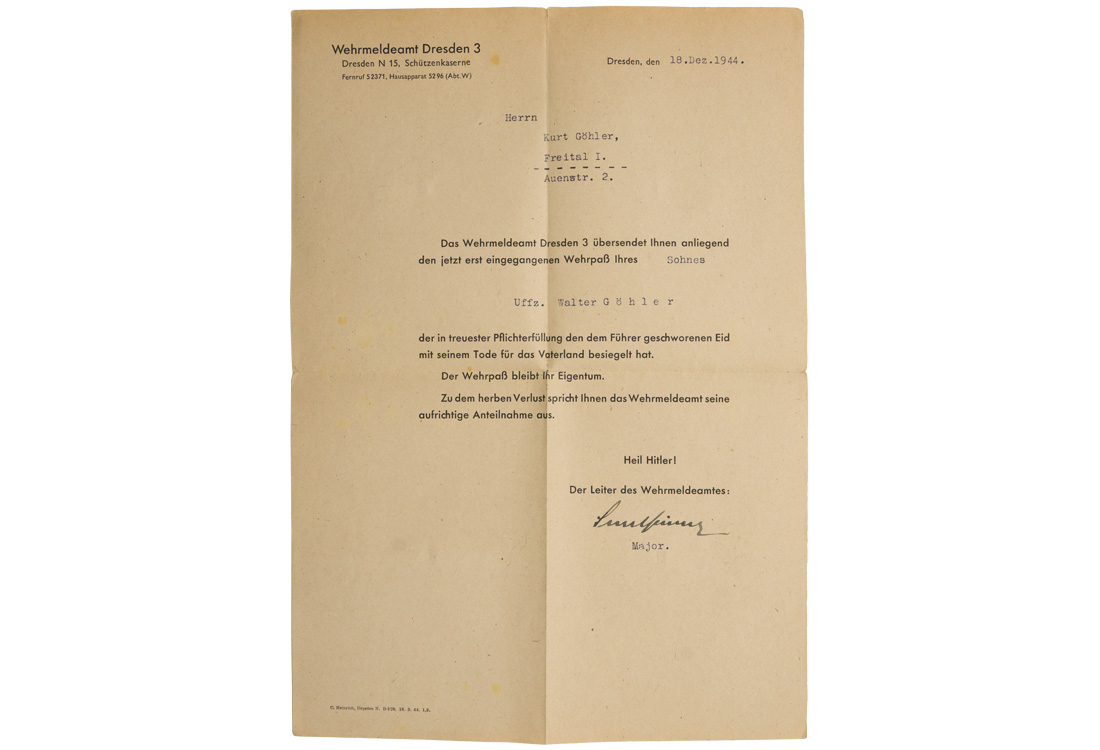 Wehrmeldeamt Dresden 3
Dresden N 15, Schützenkaserne
Fernruf 52371, Hausapparat 5296 (Abt. W)
Dresden, den 18.Dez.1944.
Herrn
Kurt Göhler,
Freital I.
Auenstr. 2.
Das Wehrmeldeamt Dresden 3 übersendet Ihnen anliegend
den jetzt erst eingegangenen Wehrpaß Ihres Sohnes
Uffz. Walter G ö h l e r
der in treuester Pflichterfüllung den dem Führer geschworenen Eid
mit seinem Tode für das Vaterland besiegelt hat.
Der Wehrpaß bleibt Ihr Eigentum.
Zu dem herben Verlust spricht Ihnen das Wehrmeldeamt seine
aufrichtige Anteilnahme aus.
Heil Hitler!
Der Leiter des Wehrmeldeamtes:
Major.
C. Heinrich, Dresden N.